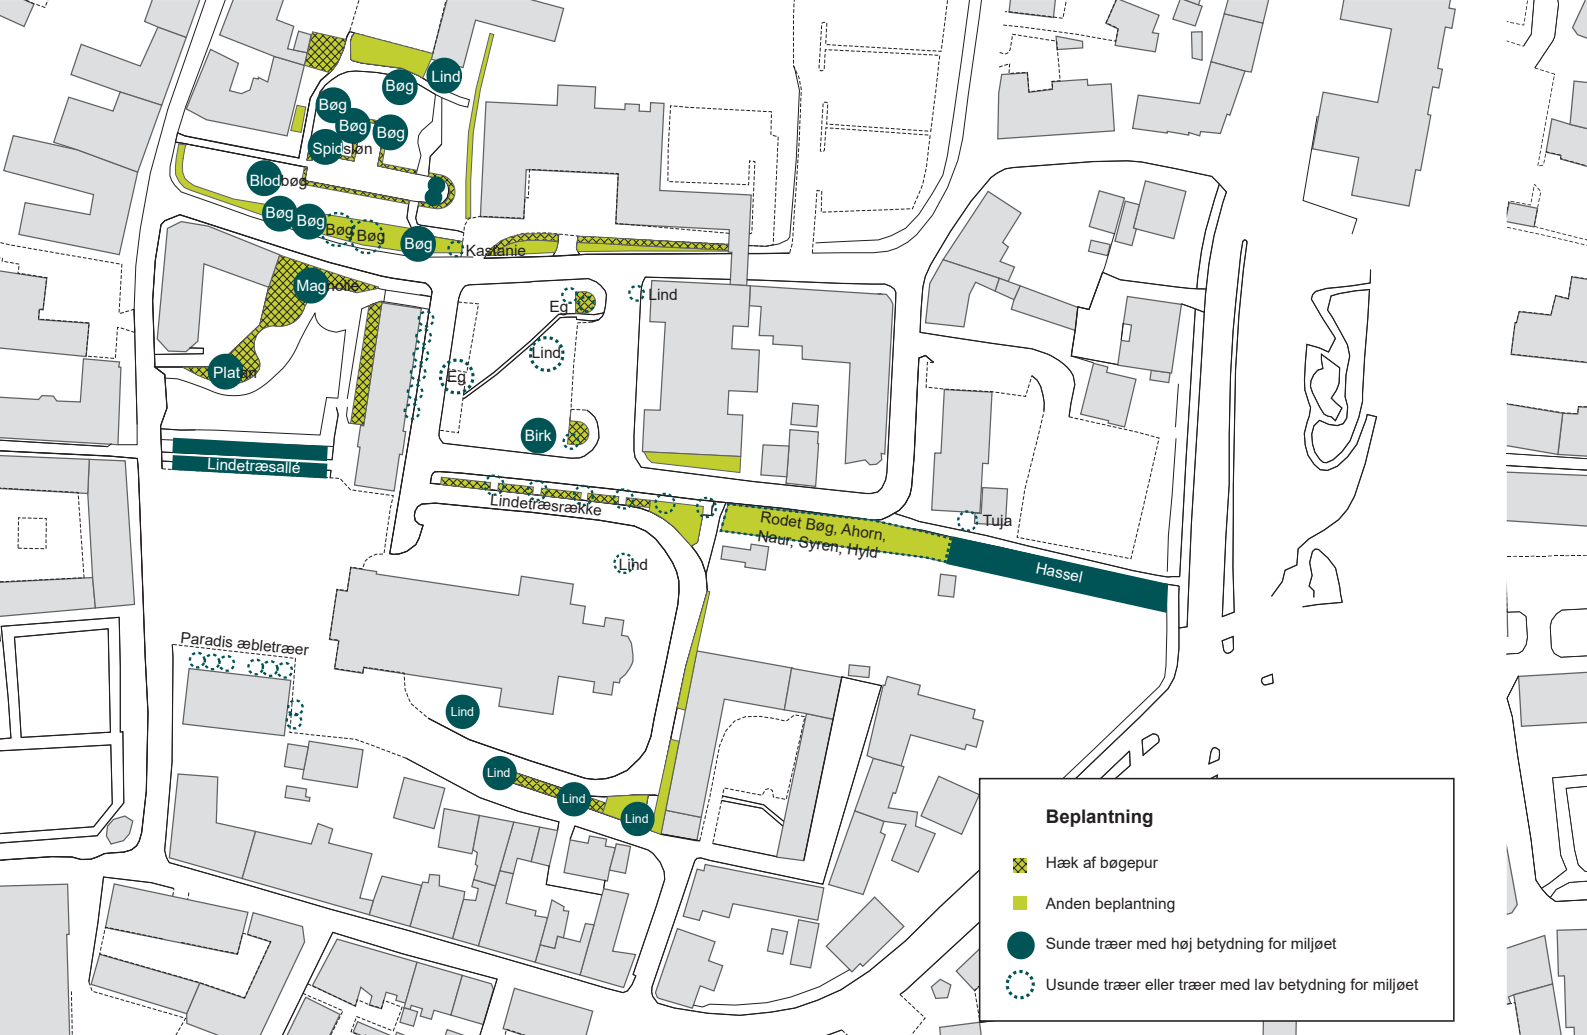 Lind
Bøg
Bøg
Bøg
Bøg
Spidsløn
Blodbøg
Bøg
Bøg
Bøg
Bøg
Bøg
Kastanie
Magnolie
Eg
Lind
Lind
Eg
Platan
Birk
Lindetræsallé
Lindetræsrække
Rodet Bøg, Ahorn,
Naur, Syren, Hyld
Tuja
Hassel
Lind
Paradis æbletræer
Lind
Lind
Lind
Lind
Beplantning
Hæk af bøgepur
Anden beplantning
Sunde træer med høj betydning for miljøet
Usunde træer eller træer med lav betydning for miljøet